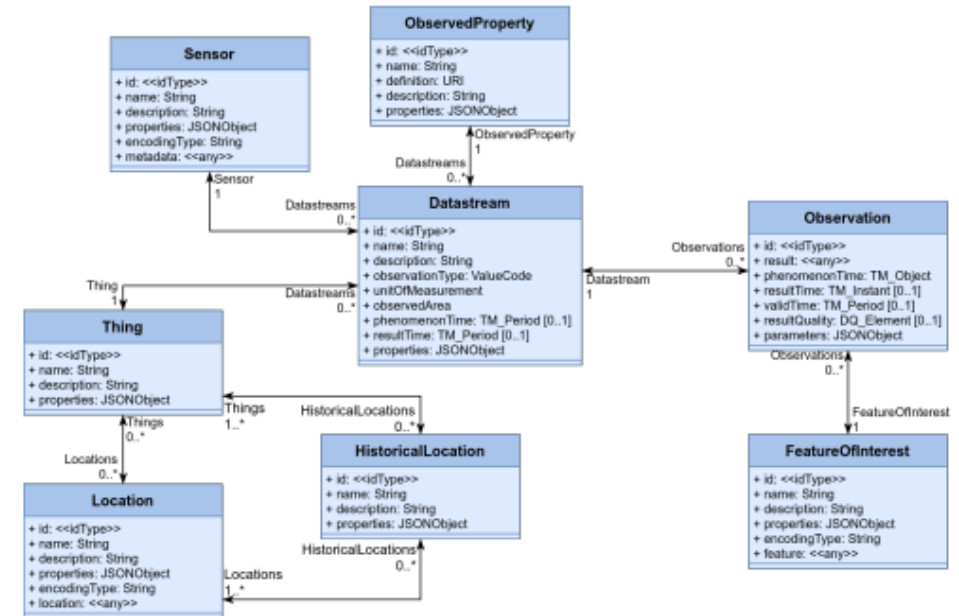 ObservedProperty
+ id: <<idType>>
+ name: String
+ definition: URI
+ description: String
+ properties: JSONObject
Sensor
+ id: <<idType>>
+ name: String
+ description: String
+ properties: JSONObject
+ encodingType: String
+ metadata: <<any>>
ObservedProperty
1
Datastreams
0..*
Sensor
1
Datastreams
0..*
Datastream
+ id: <<idType>>
+ name: String
+ description: String
+ observationType: ValueCode
+ unitOfMeasurement
+ observedArea
+ phenomenonTime: TM_Period [0..1]
+ resultTime: TM_Period [0..1]
+ properties: JSONObject
Observations
0..*
Datastream
1
Observation
+ id: <<idType>>
+ result: <<any>>
+ phenomenonTime: TM_Object
+ resultTime: TM_Instant [0..1]
+ validTime: TM_Period [0..1]
+ resultQuality: DQ_Element [0..1]
+ parameters: JSONObject
Thing
1
Datastreams
0..*
Thing
+ id: <<idType>>
+ name: String
+ description: String
+ properties: JSONObject
Observations
0..*
FeatureOfInterest
1
Things
1..*
HistoricalLocations
0..*
Things
0..*
Locations
0..*
HistoricalLocation
+ id: <<idType>>
+ name: String
+ description: String
+ properties: JSONObject
FeatureOfInterest
+ id: <<idType>>
+ name: String
+ description: String
+ properties: JSONObject
+ encodingType: String
+ feature: <<any>>
Location
+ id: <<idType>>
+ name: String
+ description: String
+ properties: JSONObject
+ encodingType: String
+ location: <<any>>
HistoricalLocations
0..*
Locations
1..*